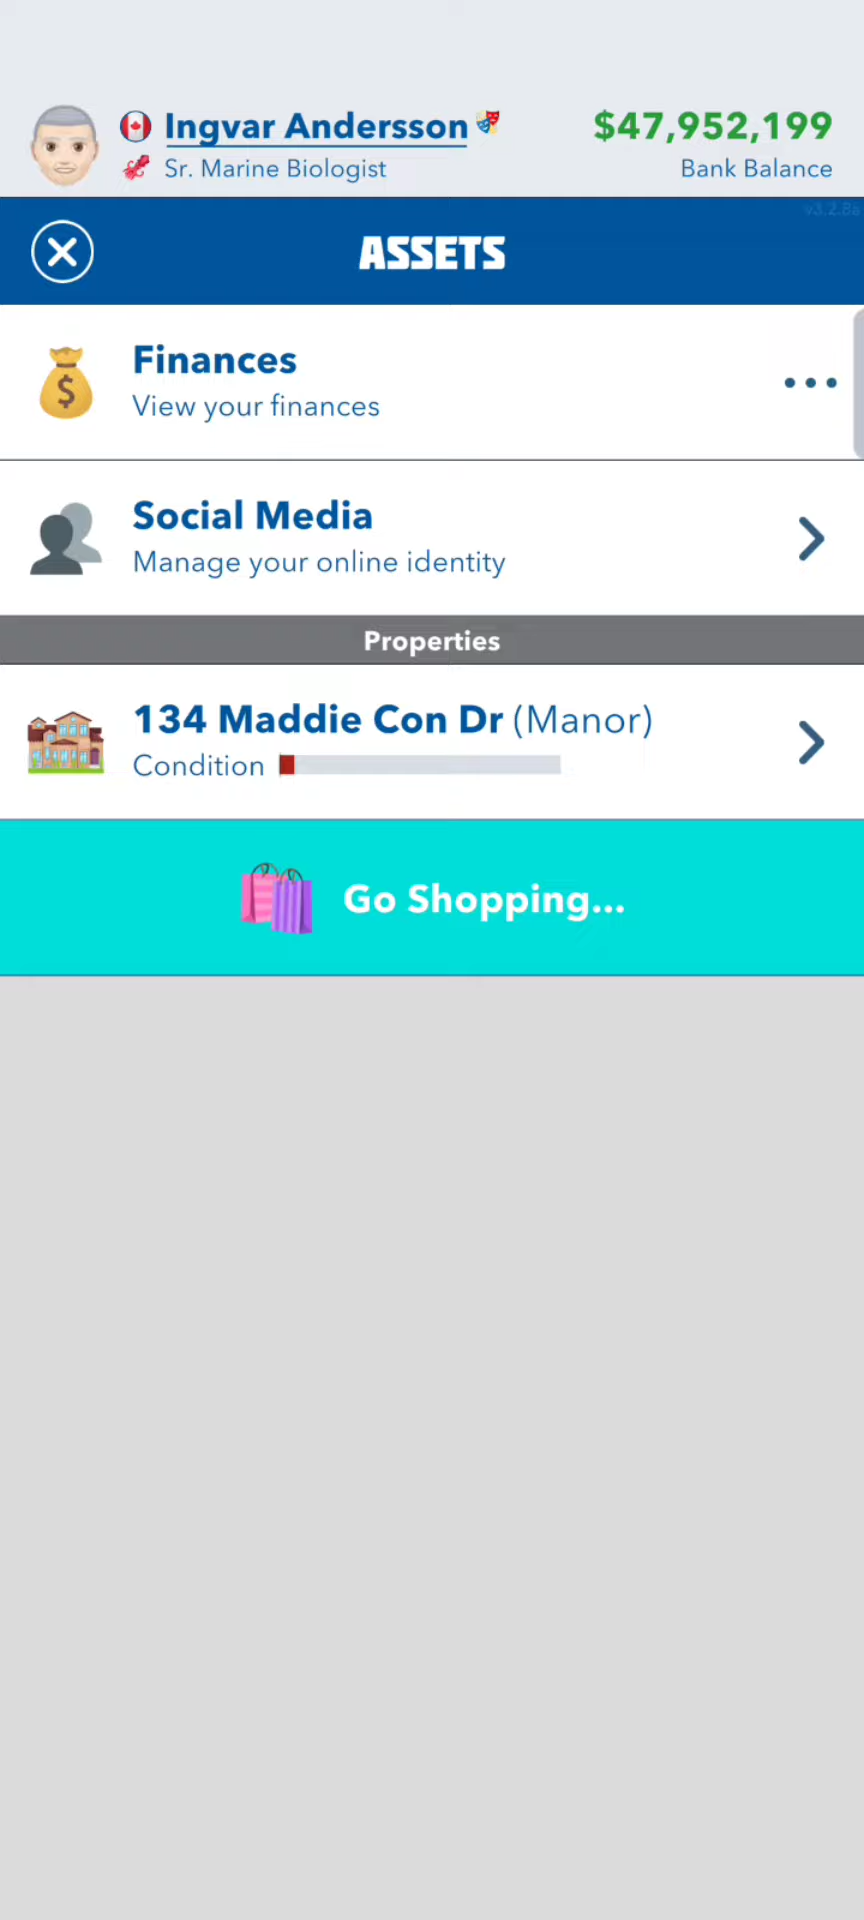 Ingvar Andersson
$47,952,199
Sr. Marine Biologist
Bank Balance
ASSETS
Finances
View your finances
Social Media
Manage your online identity
Properties
134 Maddie Con Dr (Manor)
Condition
Go Shopping...